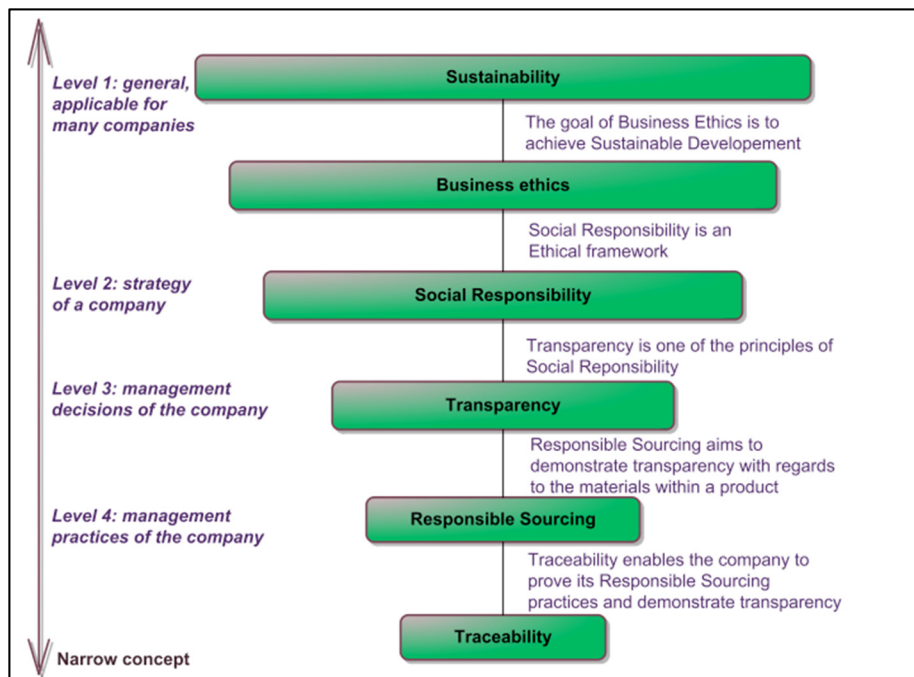 Sustainability
Level 1: general,
applicable for
many companies
The goal of Business Ethics is to
achieve Sustainable Developement
Business ethics
Social Responsibility is an
Ethical framework
Level 2: strategy
of a company
Social Responsibility
Transparency is one of the principles of
Social Reponsibility
Level 3: management
decisions of the company
Transparency
Responsible Sourcing aims to
demonstrate transparency with regards
to the materials within a product
Level 4: management
practices of the company
Responsible Sourcing
Traceability enables the company to
prove its Responsible Sourcing
practices and demonstrate transparency
Traceability
Narrow concept